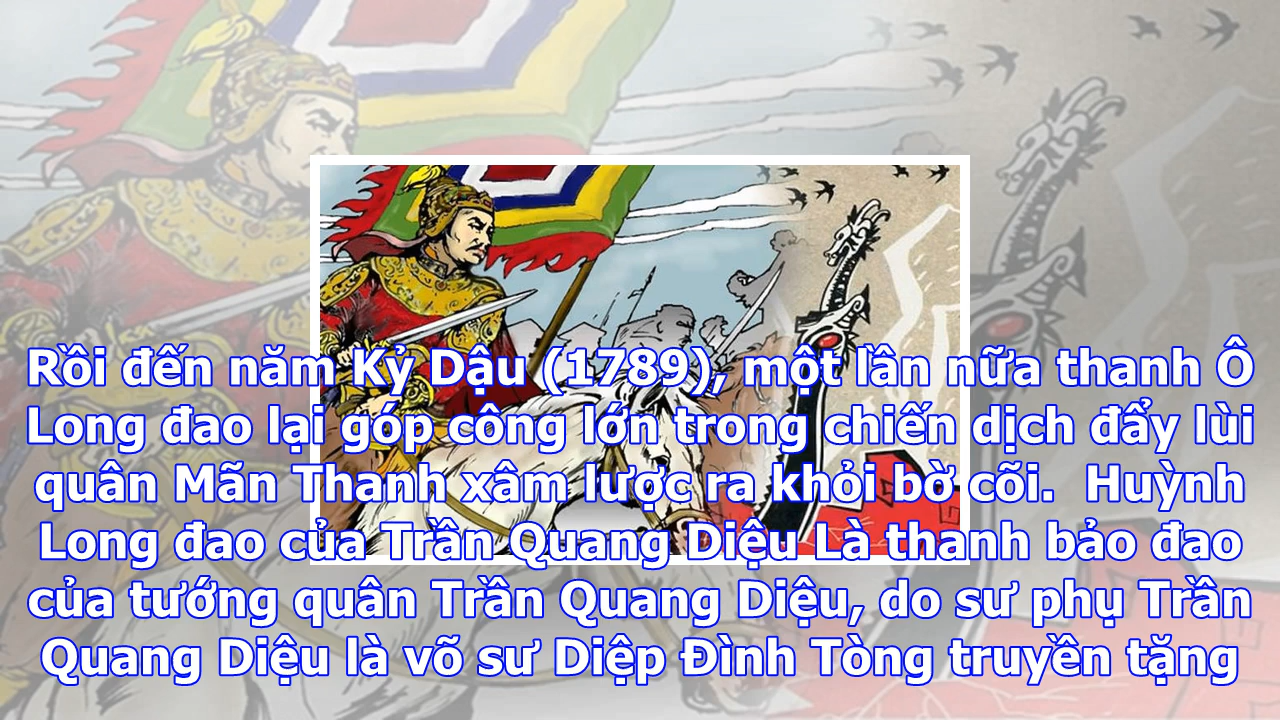 Rồi đến năm Kỷ Dậu (1789), một lần nữa thanh Ô
Long đao lại góp công lớn trong chiến dịch đẩy lùi
quân Mãn Thanh xâm lược ra khỏi bờ cõi.  Huỳnh
Long đao của Trần Quang Diệu Là thanh bảo đao
của tướng quân Trần Quang Diệu, do sư phụ Trần
Quang Diệu là võ sư Diệp Đình Tòng truyền tặng